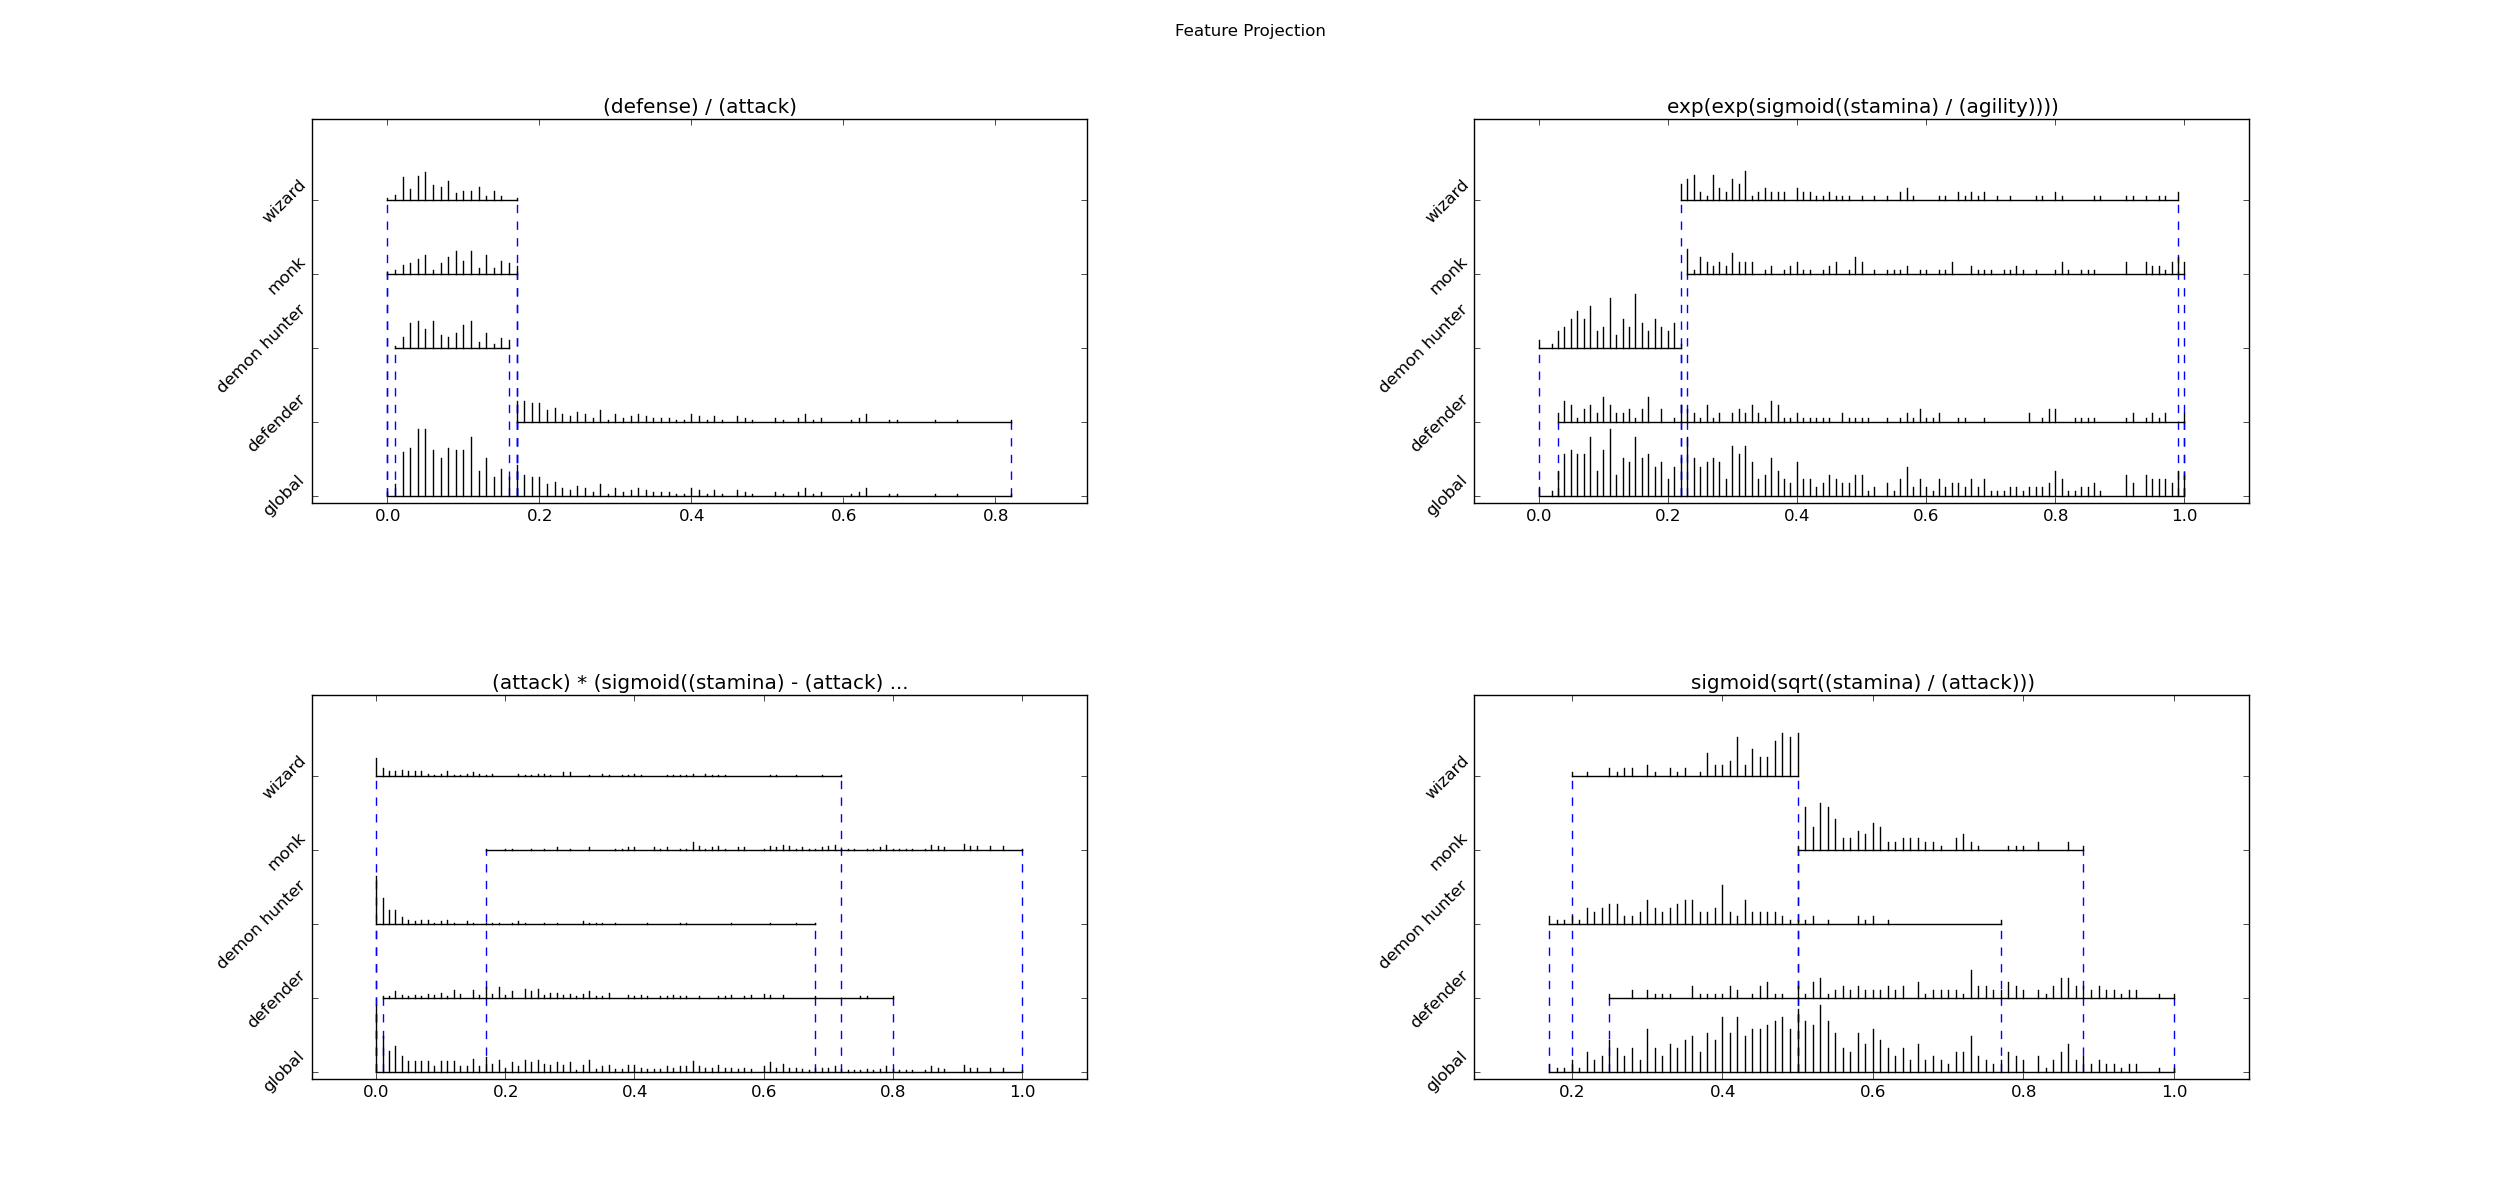 Feature Projection
(defense) / (attack)
wizard
monk
demon hunter
defender
global
0.0 0.2 0.4 0.6 0.8
exp(exp(sigmoid((stamina) / (agility))))
wizard
monk
demon hunter
defender
global
0.0 0.2 0.4 0.6 0.8 1.0
(attack) * (sigmoid((stamina) - (attack) ...
wizard
monk
demon hunter
defender
global
0.0 0.2 0.4 0.6 0.8 1.0
sigmoid(sqrt((stamina) / (attack)))
wizard
monk
demon hunter
defender
global
0.2 0.4 0.6 0.8 1.0